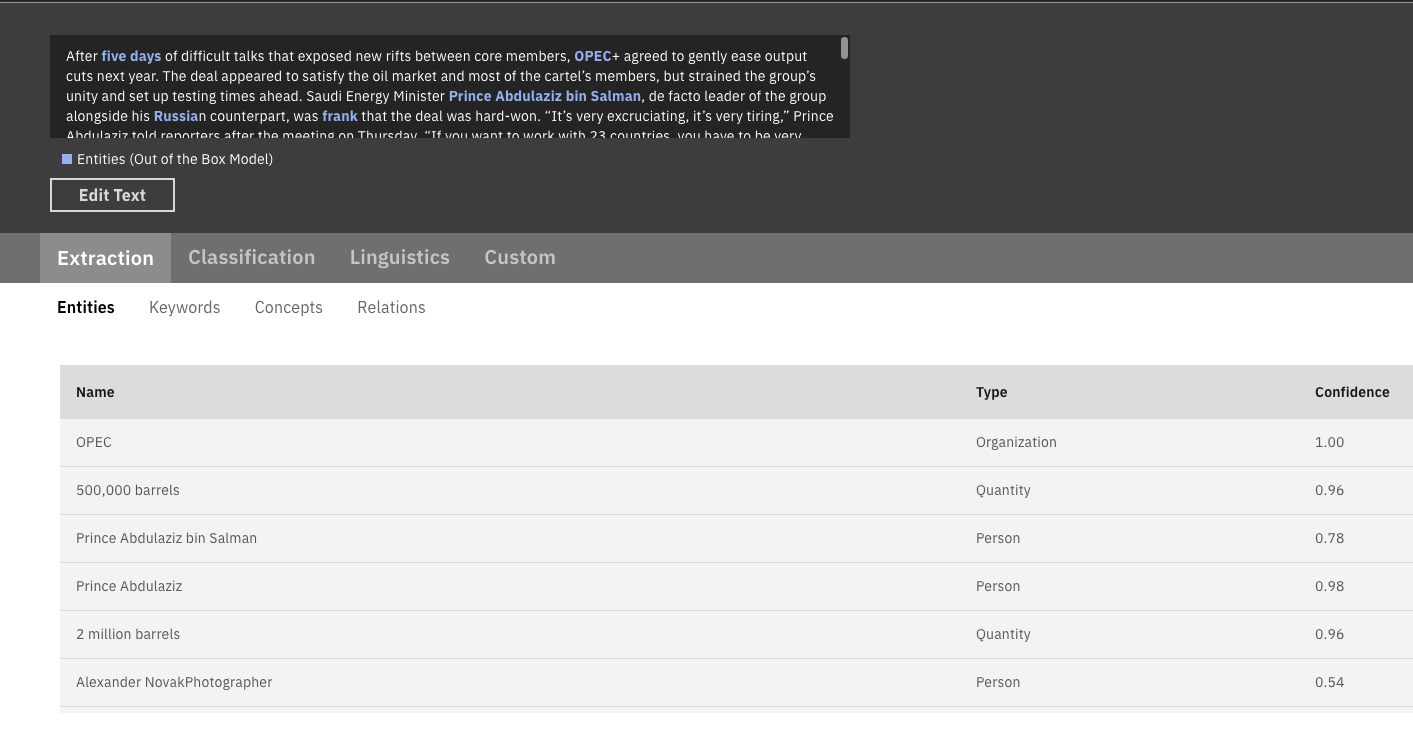 After five days of difficult talks that exposed new rifts between core members, OPEC+ agreed to gently ease output
cuts next year. The deal appeared to satisfy the oil market and most of the cartel’s members, but strained the group’s
unity and set up testing times ahead. Saudi Energy Minister Prince Abdulaziz bin Salman, de facto leader of the group
alongside his Russian counterpart, was frank that the deal was hard-won. “It’s very excruciating, it’s very tiring,” Prince
Abdulaziz told reporters after the meeting on Thursday. “If you want to work with 23 countries, you have to be very
Entities (Out of the Box Model)
Edit Text
Extraction Classification Linguistics Custom
Entities Keywords Concepts Relations
Name Type Confidence
OPEC Organization 1.00
500,000 barrels Quantity 0.96
Prince Abdulaziz bin Salman Person 0.78
Prince Abdulaziz Person 0.98
2 million barrels Quantity 0.96
Alexander NovakPhotographer Person 0.54